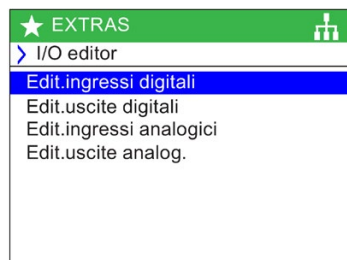 EXTRAS
I/O editor
Edit.ingressi digitali
Edit.uscite digitali
Edit.ingressi analogici
Edit.uscite analog.